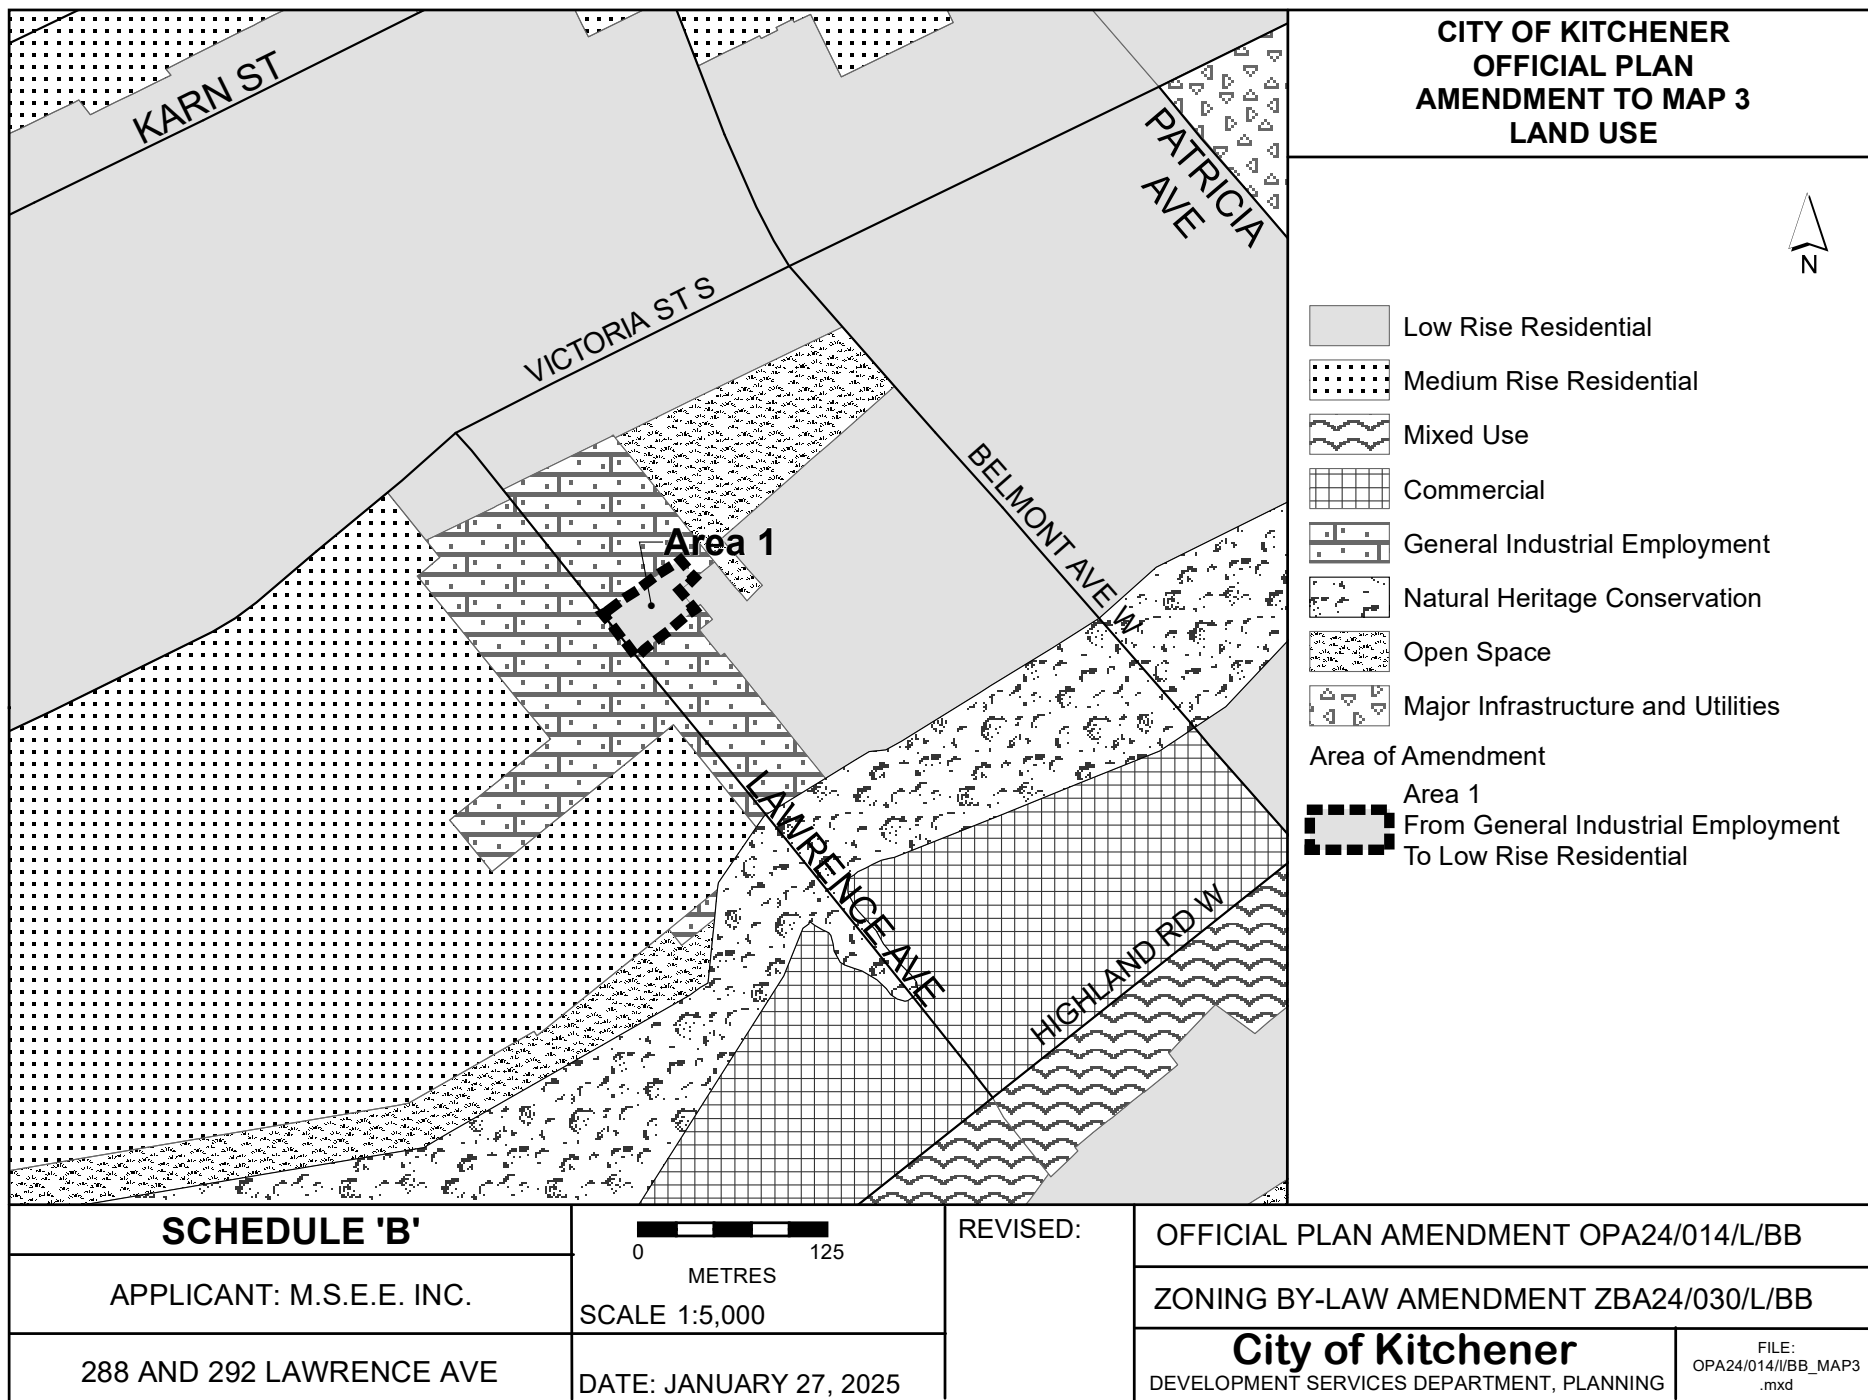 KARN ST
VICTORIA ST S
PATRICIA
AVE
BELMONT AVE W
Area 1
LAWRENCE AVE
HIGHLAND RD W
CITY OF KITCHENER
OFFICIAL PLAN
AMENDMENT TO MAP 3
LAND USE
N
Low Rise Residential
Medium Rise Residential
Mixed Use
Commercial
General Industrial Employment
Natural Heritage Conservation
Open Space
Major Infrastructure and Utilities
Area of Amendment
Area 1
From General Industrial Employment
To Low Rise Residential
SCHEDULE 'B'
APPLICANT: M.S.E.E. INC.
288 AND 292 LAWRENCE AVE
0 125
METRES
SCALE 1:5,000
DATE: JANUARY 27, 2025
REVISED:
OFFICIAL PLAN AMENDMENT OPA24/014/L/BB
ZONING BY-LAW AMENDMENT ZBA24/030/L/BB
City of Kitchener
DEVELOPMENT SERVICES DEPARTMENT, PLANNING
FILE:
OPA24/014/l/BB_MAP3
.mxd